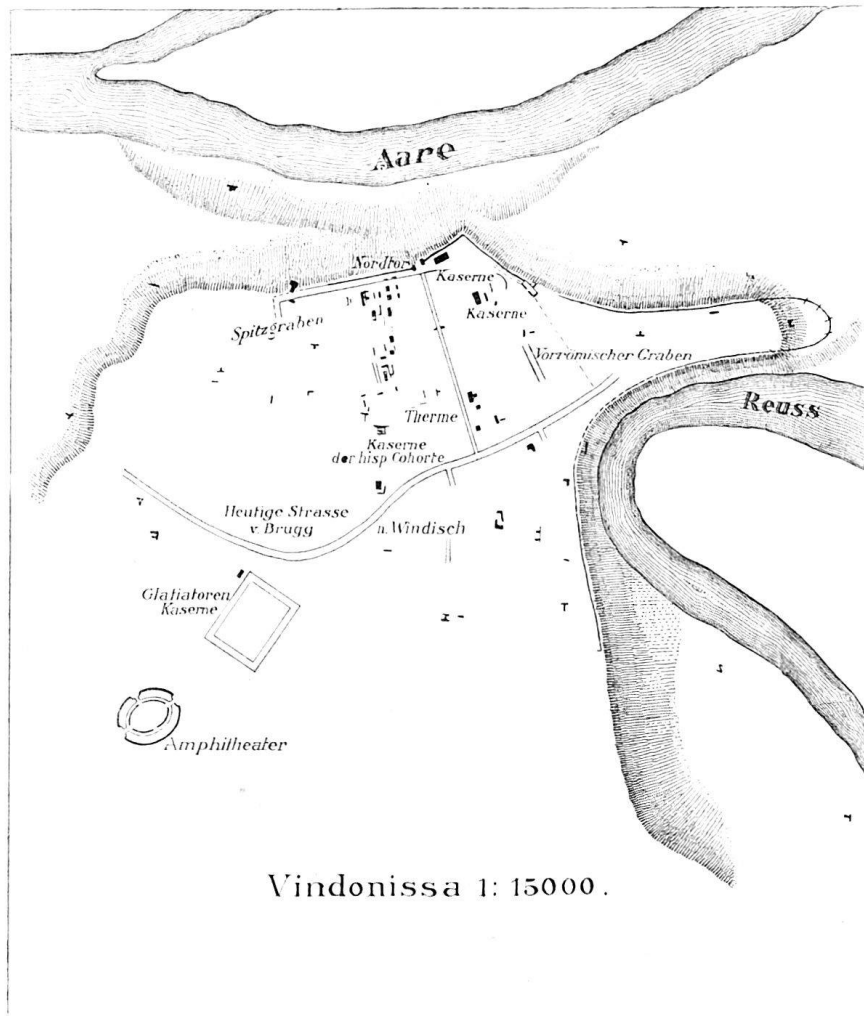 Aare
Nordtor
Kaserne
Kaserne
Spitzgraben
Vorrömischer Graben
Reuss
Therme
Kaserne
der hisp Cohorte
Heutige Strasse
v. Brugg
n. Windisch
Glatiatoren
Kaserne
Amphitheater
Vindonissa 1: 15000.